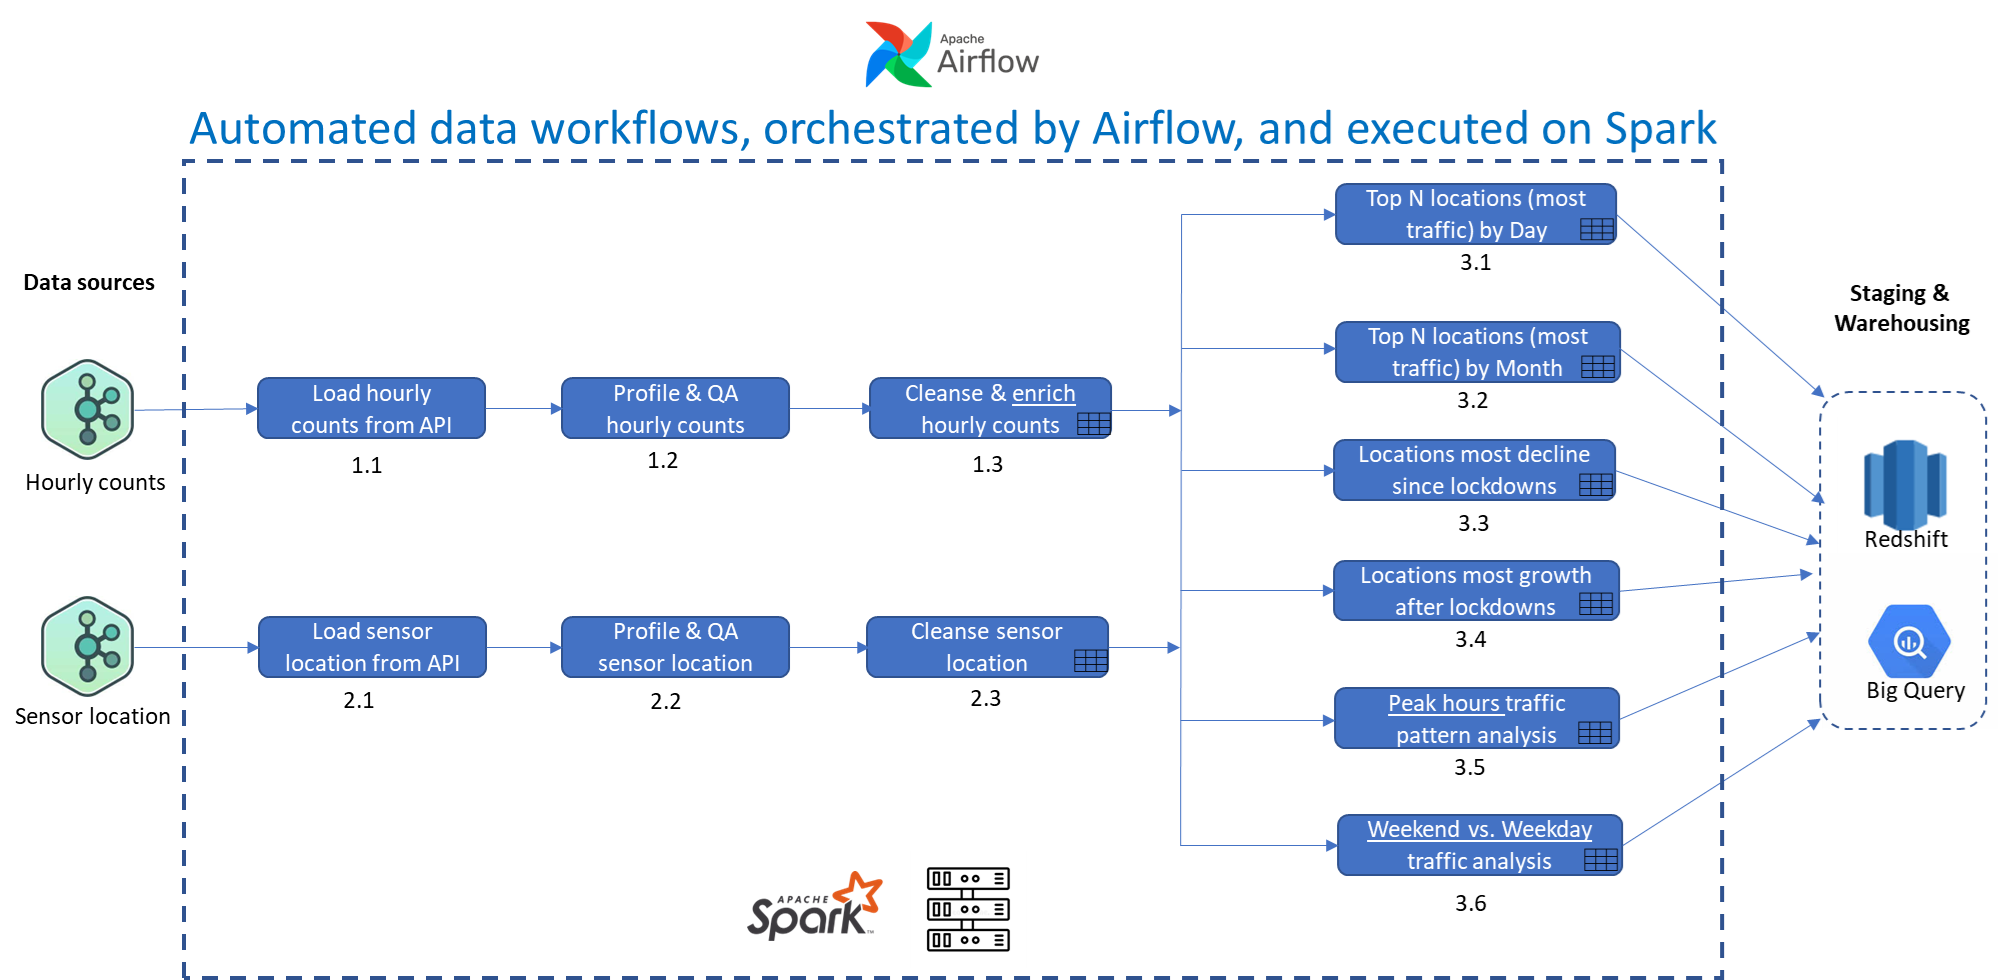 Apache
Airflow
Automated data workflows, orchestrated by Airflow, and executed on Spark
Data sources
Hourly counts
Sensor location
Load hourly
counts from API
1.1
Profile & QA
hourly counts
1.2
Cleanse & enrich
hourly counts
1.3
Load sensor
location from API
2.1
Profile & QA
sensor location
2.2
Cleanse sensor
location
2.3
Top N locations (most
traffic) by Day
3.1
Top N locations (most
traffic) by Month
3.2
Locations most decline
since lockdowns
3.3
Locations most growth
after lockdowns
3.4
Peak hours traffic
pattern analysis
3.5
Weekend vs. Weekday
traffic analysis
3.6
Staging &
Warehousing
Redshift
Big Query
APACHE
Spark™